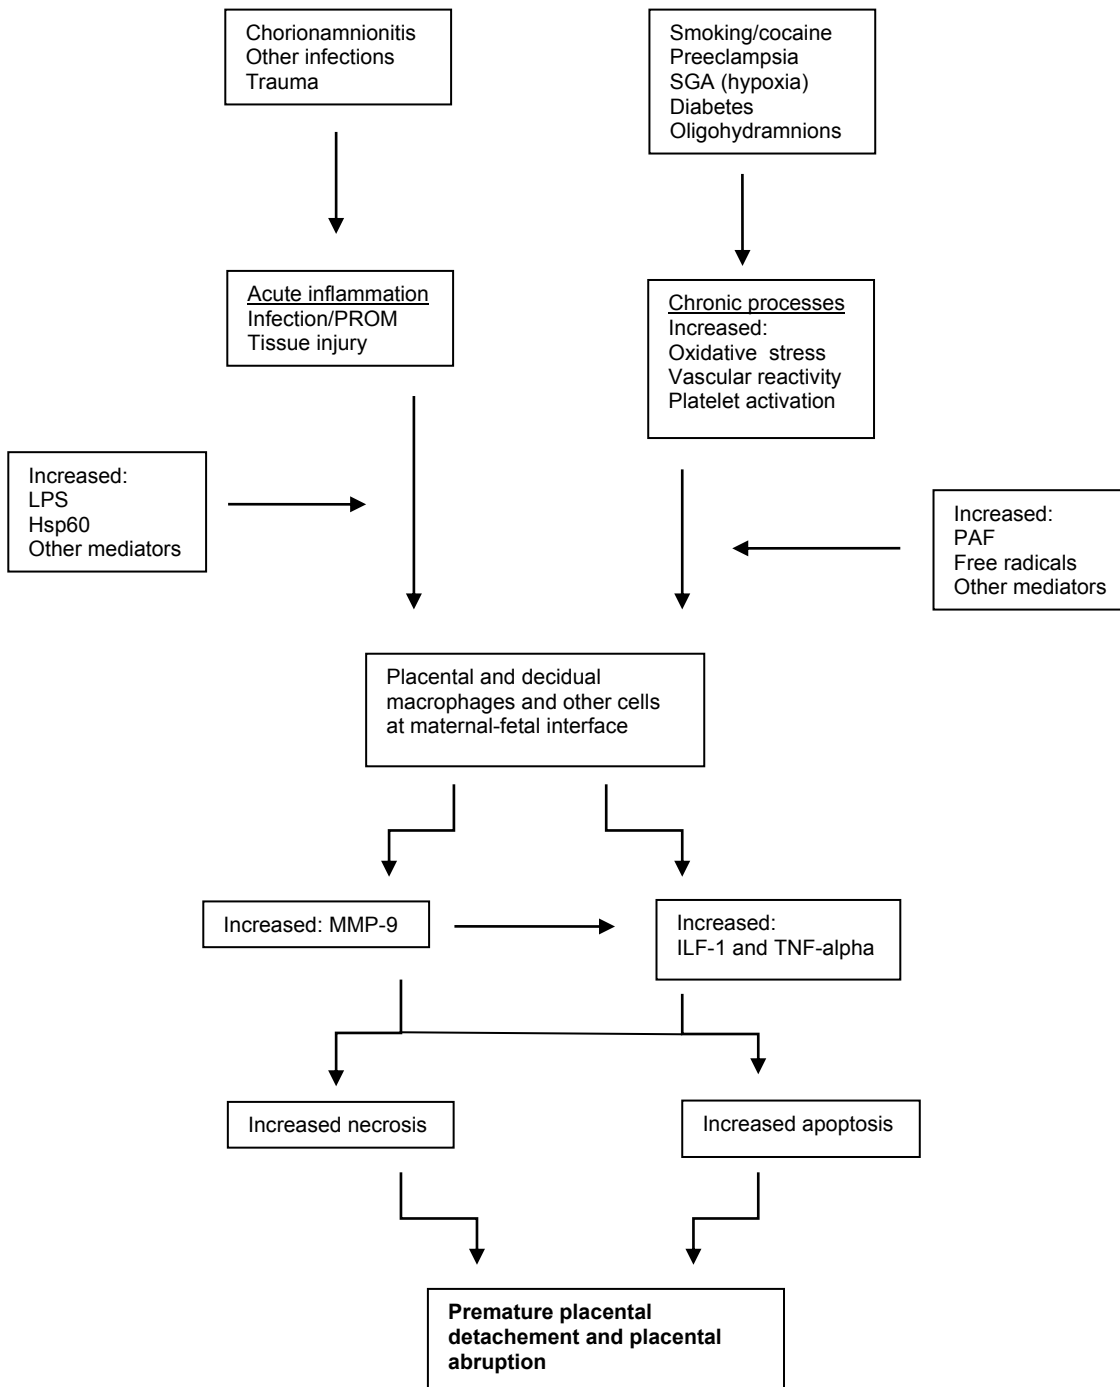 Chorionamnionitis
Other infections
Trauma
Smoking/cocaine
Preeclampsia
SGA (hypoxia)
Diabetes
Oligohydramnions
Acute inflammation
Infection/PROM
Tissue injury
Chronic processes
Increased:
Oxidative stress
Vascular reactivity
Platelet activation
Increased:
LPS
Hsp60
Other mediators
Increased:
PAF
Free radicals
Other mediators
Placental and decidual
macrophages and other cells
at maternal-fetal interface
Increased: MMP-9
Increased:
ILF-1 and TNF-alpha
Increased necrosis
Increased apoptosis
Premature placental
detachement and placental
abruption